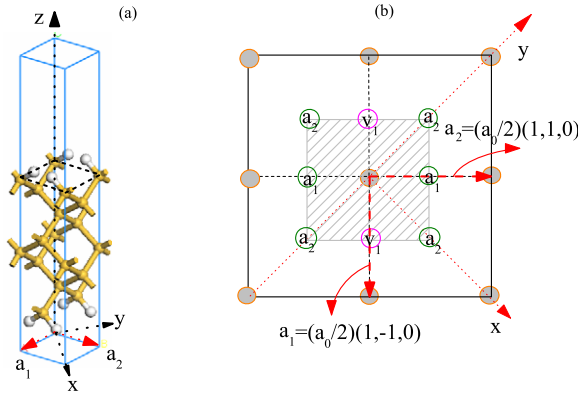 (a)
z
y
a₁
a₂
x
(b)
y
a₂ v₁ a₂
a₂=(a₀/2)(1,1,0)
a₁ a₁
a₂ v₁ a₂
a₁=(a₀/2)(1,-1,0)
x